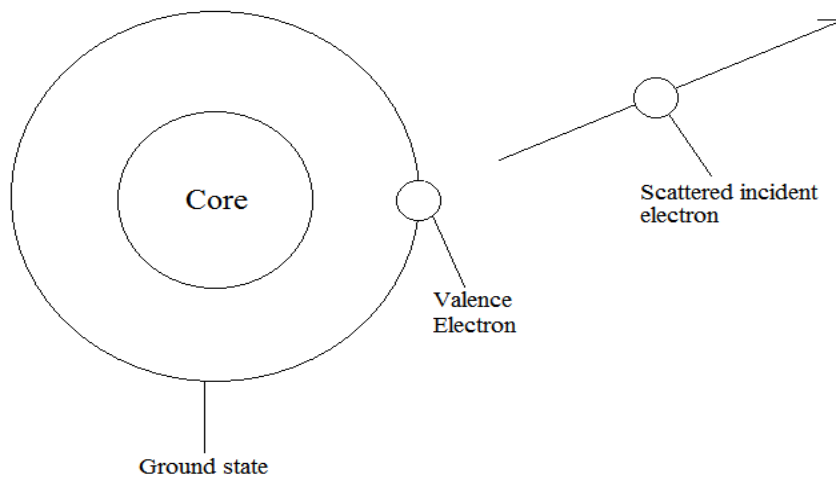 Core
Scattered incident
electron
Valence
Electron
Ground state